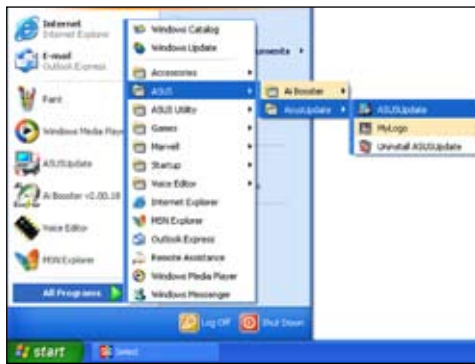 Internet
Internet Explorer
E-mail
Outlook Express
Paint
Windows Media Player
ASUSUpdate
Ai Booster v2.00.18
Voice Editor
MSN Explorer
All Programs
Windows Catalog
Windows Update
Accessories
ASUS
ASUS Utility
Games
Marvell
Startup
Voice Editor
Internet Explorer
MSN Explorer
Outlook Express
Remote Assistance
Windows Media Player
Windows Messenger
Ai Booster
AsusUpdate
ASUSUpdate
MyLogo
Uninstall ASUSUpdate
Log Off
Shut Down
start